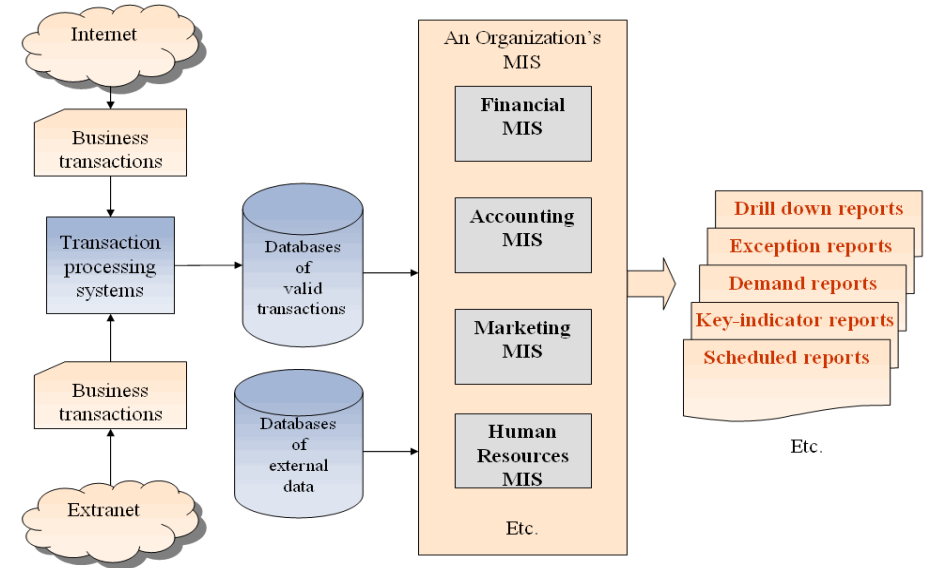 Internet
Business
transactions
Transaction
processing
systems
Business
transactions
Extranet
Databases
of
valid
transactions
Databases
of
external
data
An Organization's
MIS
Financial
MIS
Accounting
MIS
Marketing
MIS
Human
Resources
MIS
Etc.
Drill down reports
Exception reports
Demand reports
Key-indicator reports
Scheduled reports
Etc.